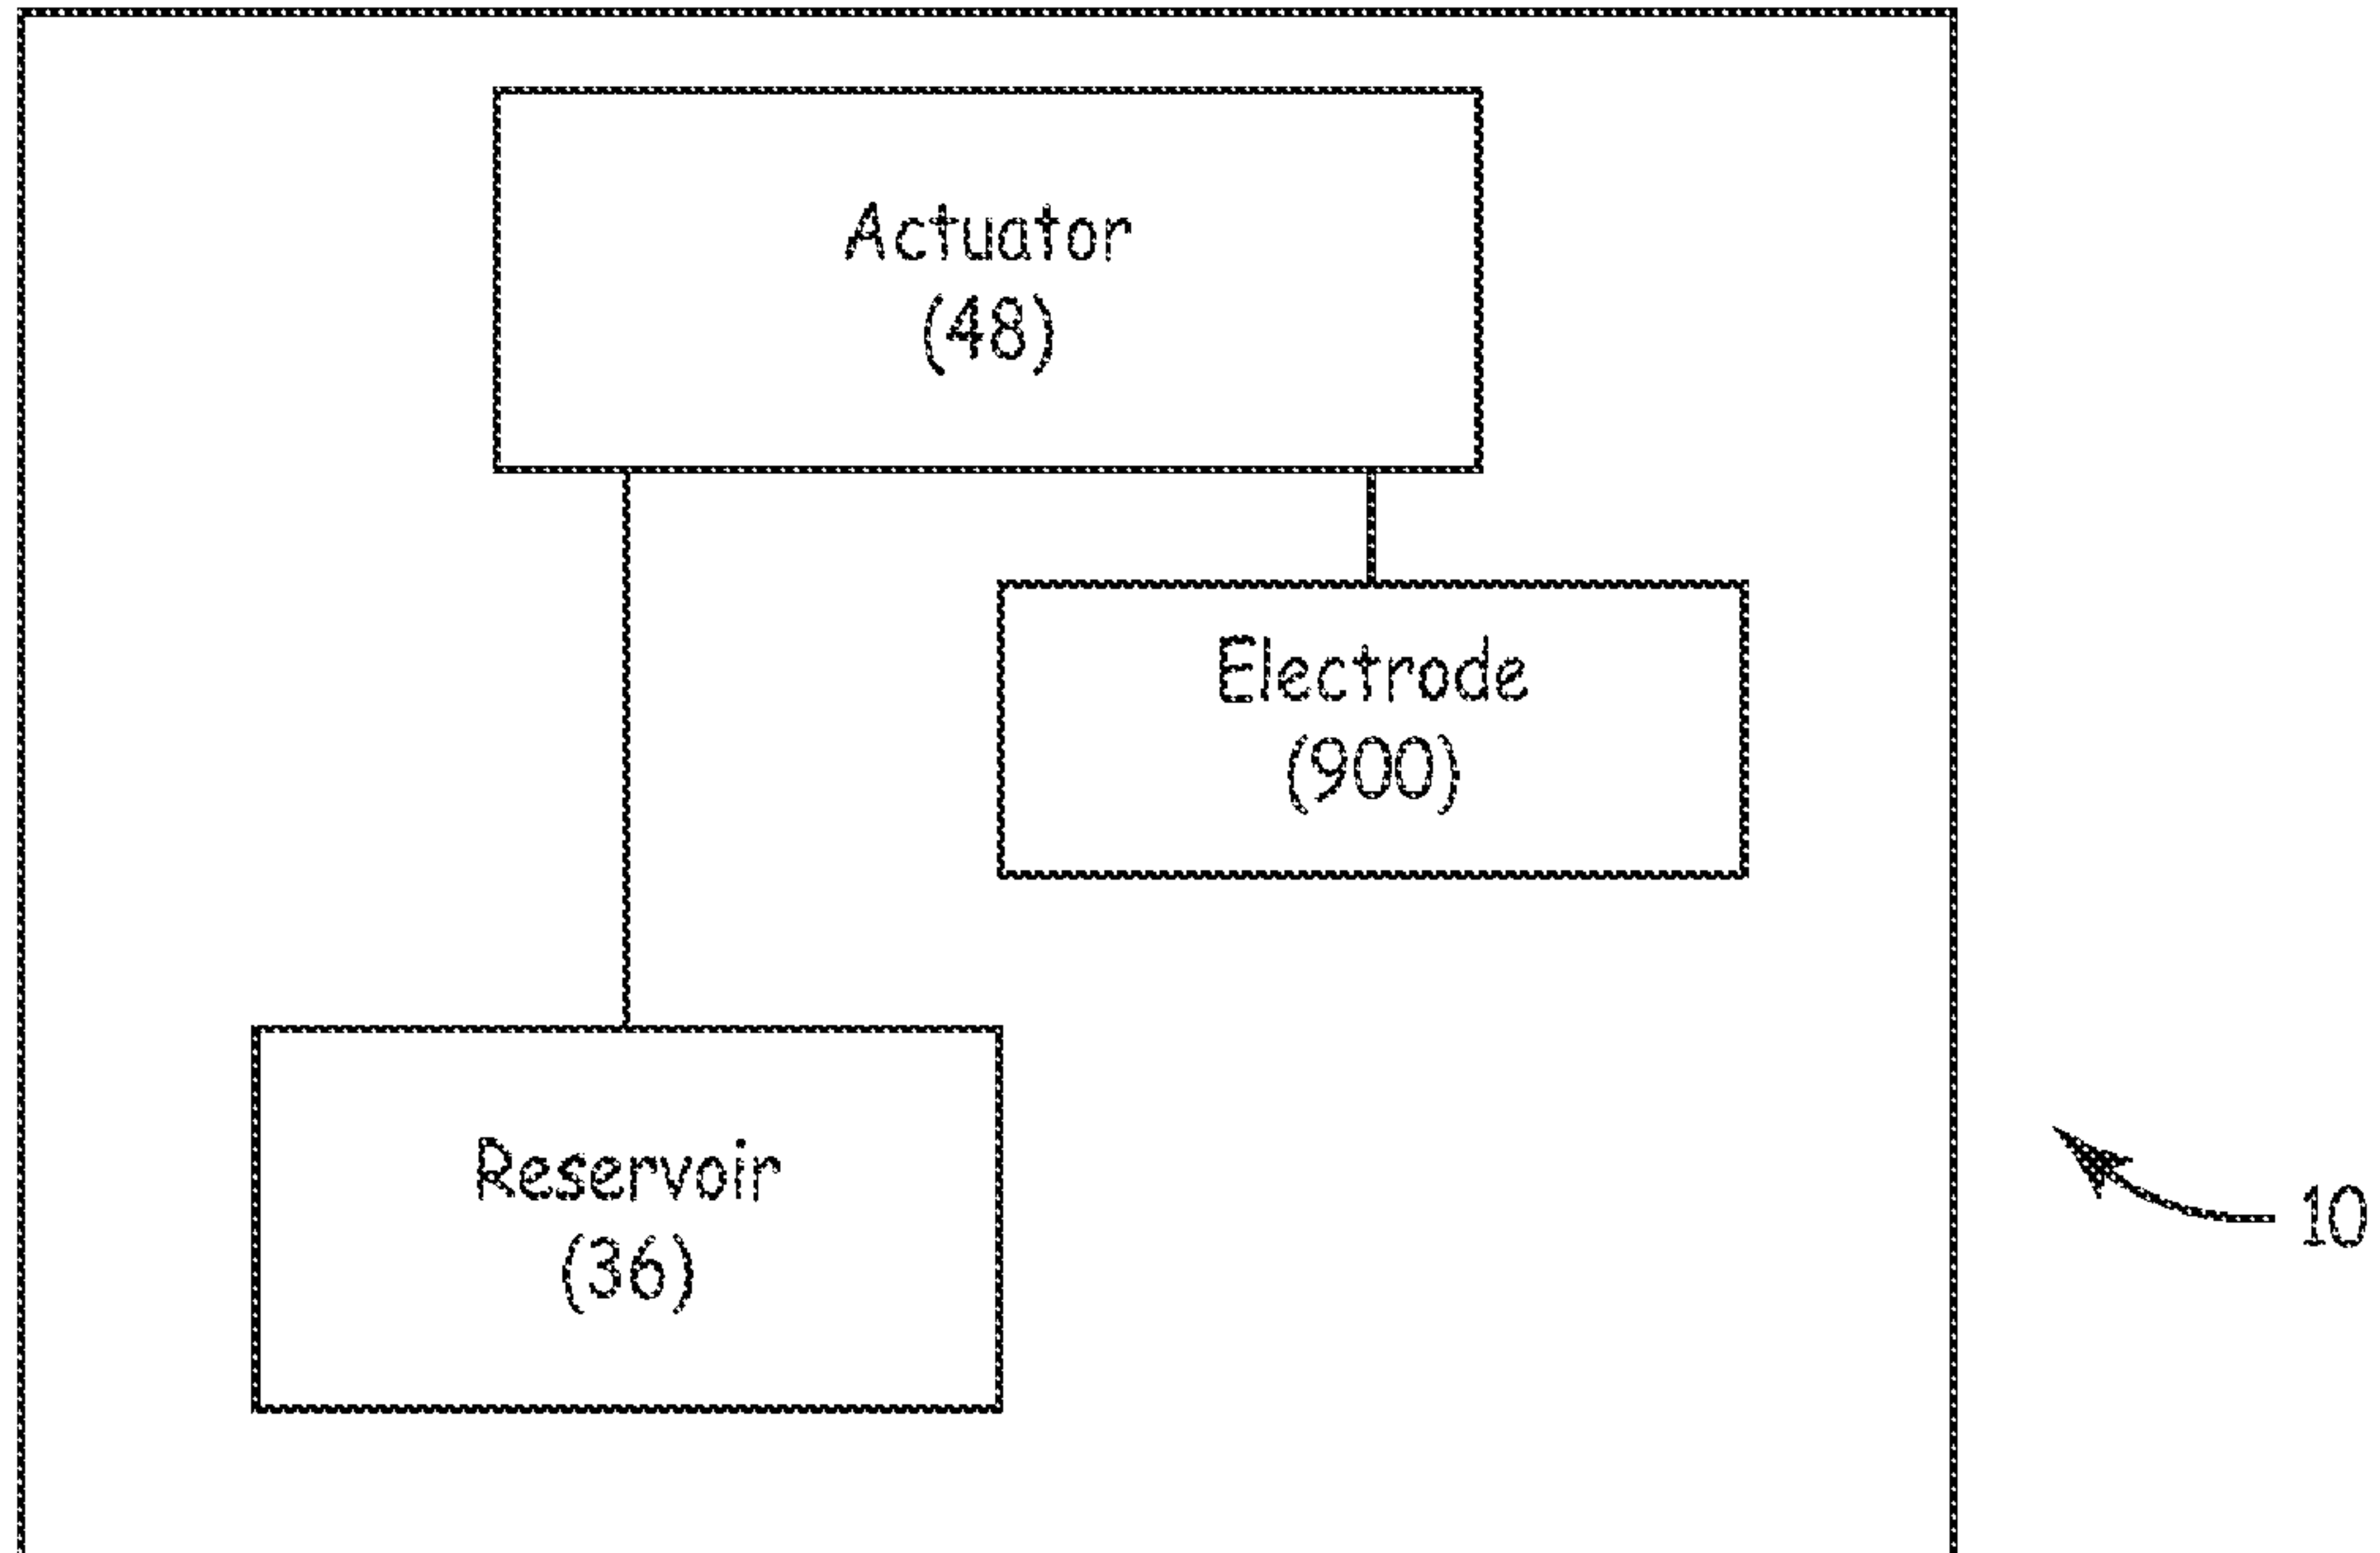 Actuator
(48)
Electrode
(900)
Reservoir
(36)
10